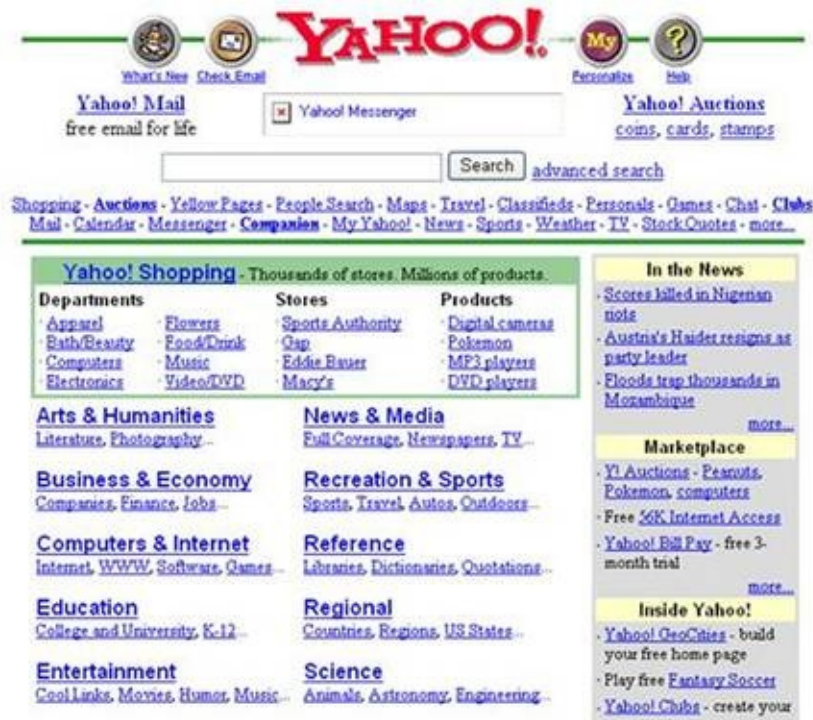 YAHOO!
My
?
What's New Check Email Personalize Help
Yahoo! Mail
free email for life
Yahoo! Messenger
Yahoo! Auctions
coins, cards, stamps
Search advanced search
Shopping - Auctions - Yellow Pages - People Search - Maps - Travel - Classifieds - Personals - Games - Chat - Clubs
Mail - Calendar - Messenger - Companion - My Yahoo! - News - Sports - Weather - TV - Stock Quotes - more...
Yahoo! Shopping - Thousands of stores. Millions of products.
Departments Stores Products
· Apparel · Flowers · Sports Authority · Digital cameras
· Bath/Beauty · Food/Drink · Gap · Pokemon
· Computers · Music · Eddie Bauer · MP3 players
· Electronics · Video/DVD · Macy's · DVD players
Arts & Humanities
Literature, Photography...
News & Media
Full Coverage, Newspapers, TV...
Business & Economy
Companies, Finance, Jobs...
Recreation & Sports
Sports, Travel, Autos, Outdoors...
Computers & Internet
Internet, WWW, Software, Games...
Reference
Libraries, Dictionaries, Quotations...
Education
College and University, K-12...
Regional
Countries, Regions, US States...
Entertainment
Cool Links, Movies, Humor, Music...
Science
Animals, Astronomy, Engineering...
In the News
· Scores killed in Nigerian
riots
· Austria's Haider resigns as
party leader
· Floods trap thousands in
Mozambique
more...
Marketplace
· Y! Auctions - Peanuts,
Pokemon, computers
· Free 56K Internet Access
· Yahoo! Bill Pay - free 3-
month trial
more...
Inside Yahoo!
· Yahoo! GeoCities - build
your free home page
· Play free Fantasy Soccer
· Yahoo! Clubs - create your